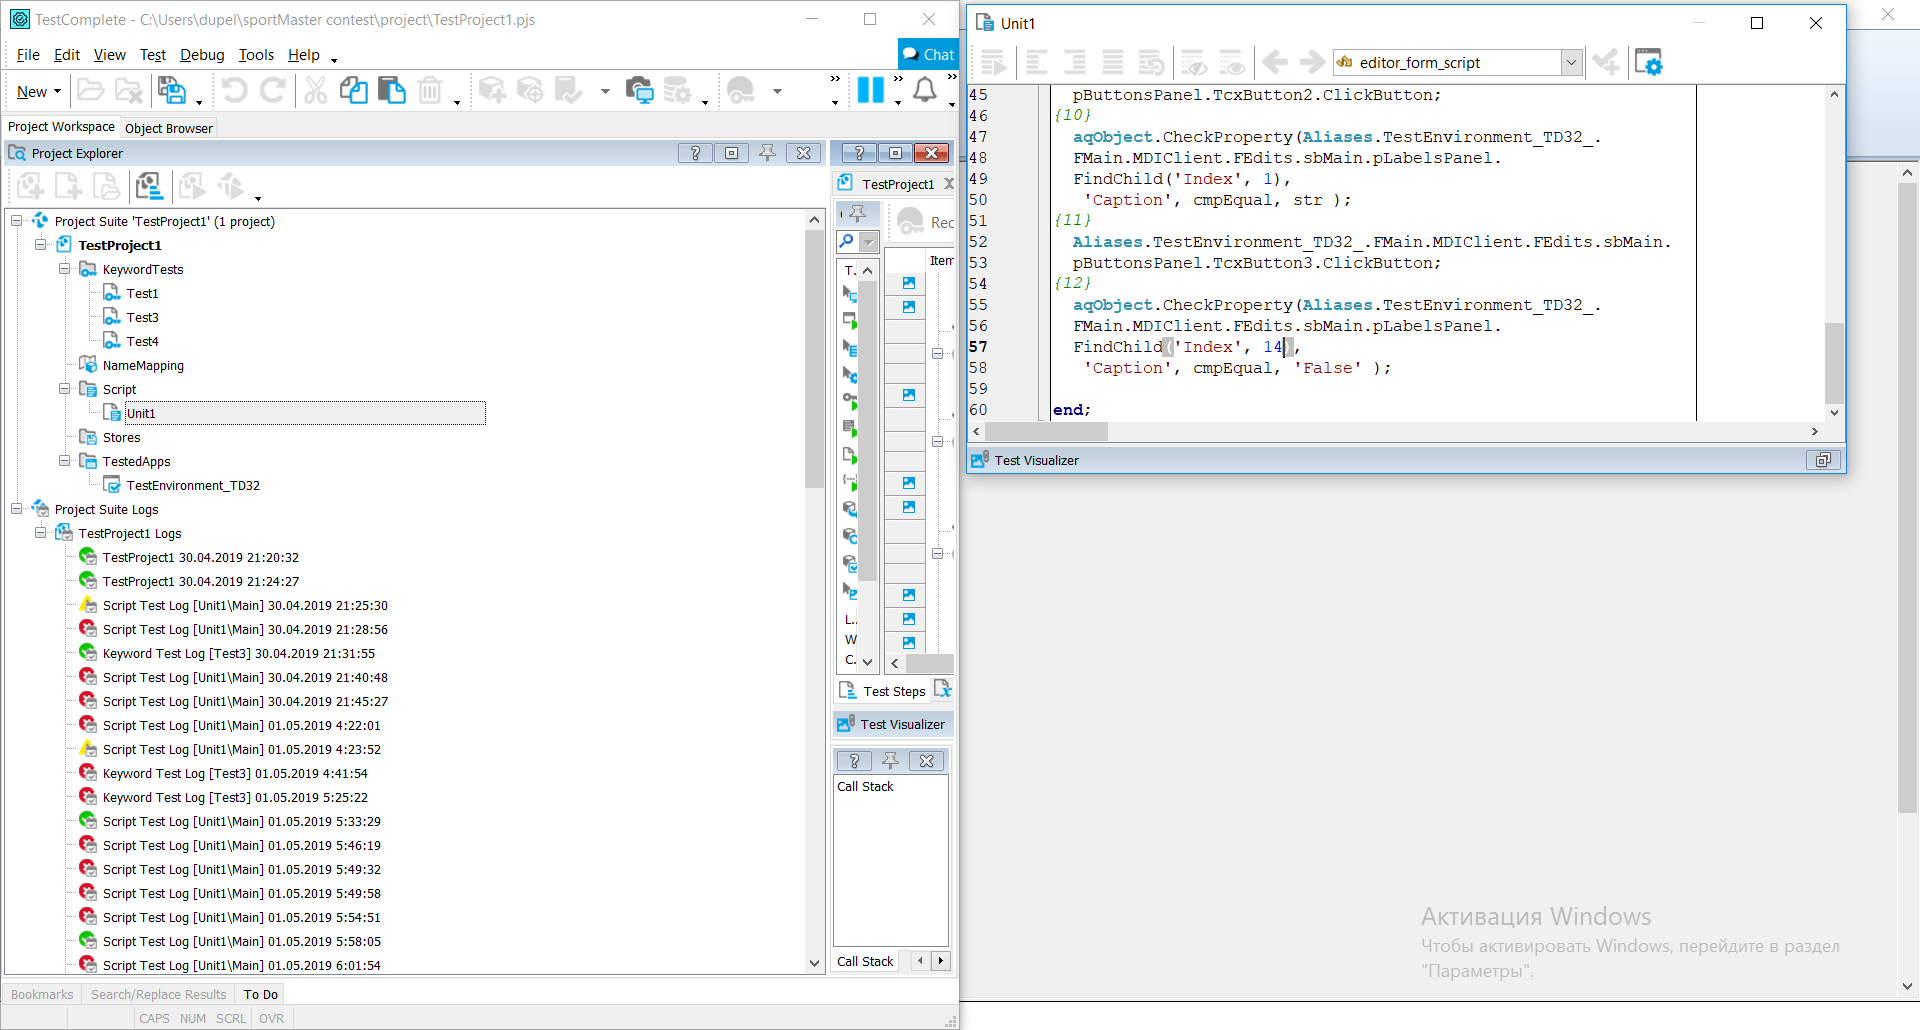 TestComplete - C:\Users\dupel\sportMaster contest\project\TestProject1.pjs
File Edit View Test Debug Tools Help
Chat
New
Project Workspace Object Browser
Project Explorer
Project Suite 'TestProject1' (1 project)
TestProject1
KeywordTests
Test1
Test3
Test4
NameMapping
Script
Unit1
Stores
TestedApps
TestEnvironment_TD32
Project Suite Logs
TestProject1 Logs
TestProject1 30.04.2019 21:20:32
TestProject1 30.04.2019 21:24:27
Script Test Log [Unit1\Main] 30.04.2019 21:25:30
Script Test Log [Unit1\Main] 30.04.2019 21:28:56
Keyword Test Log [Test3] 30.04.2019 21:31:55
Script Test Log [Unit1\Main] 30.04.2019 21:40:48
Script Test Log [Unit1\Main] 30.04.2019 21:45:27
Script Test Log [Unit1\Main] 01.05.2019 4:22:01
Script Test Log [Unit1\Main] 01.05.2019 4:23:52
Keyword Test Log [Test3] 01.05.2019 4:41:54
Keyword Test Log [Test3] 01.05.2019 5:25:22
Script Test Log [Unit1\Main] 01.05.2019 5:33:29
Script Test Log [Unit1\Main] 01.05.2019 5:46:19
Script Test Log [Unit1\Main] 01.05.2019 5:49:32
Script Test Log [Unit1\Main] 01.05.2019 5:49:58
Script Test Log [Unit1\Main] 01.05.2019 5:54:51
Script Test Log [Unit1\Main] 01.05.2019 5:58:05
Script Test Log [Unit1\Main] 01.05.2019 6:01:54
Bookmarks Search/Replace Results To Do
CAPS NUM SCRL OVR
TestProject1
Rec
Item
T..
L..
W
C.
Test Steps
Test Visualizer
Call Stack
Call Stack
Unit1
editor_form_script
45 pButtonsPanel.TcxButton2.ClickButton;
46 {10}
47 aqObject.CheckProperty(Aliases.TestEnvironment_TD32_.
48 FMain.MDIClient.FEdits.sbMain.pLabelsPanel.
49 FindChild('Index', 1),
50 'Caption', cmpEqual, str );
51 {11}
52 Aliases.TestEnvironment_TD32_.FMain.MDIClient.FEdits.sbMain.
53 pButtonsPanel.TcxButton3.ClickButton;
54 {12}
55 aqObject.CheckProperty(Aliases.TestEnvironment_TD32_.
56 FMain.MDIClient.FEdits.sbMain.pLabelsPanel.
57 FindChild('Index', 14),
58 'Caption', cmpEqual, 'False' );
59
60 end;
Test Visualizer
Активация Windows
Чтобы активировать Windows, перейдите в раздел
"Параметры".